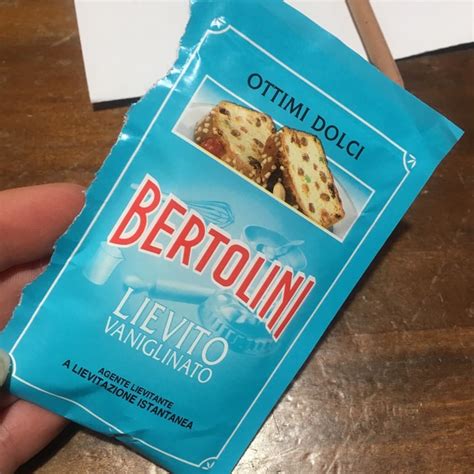 OTTIMI DOLCI
BERTOLINI
LIEVITO
VANIGLINATO
AGENTE LIEVITANTE
A LIEVITAZIONE ISTANTANEA